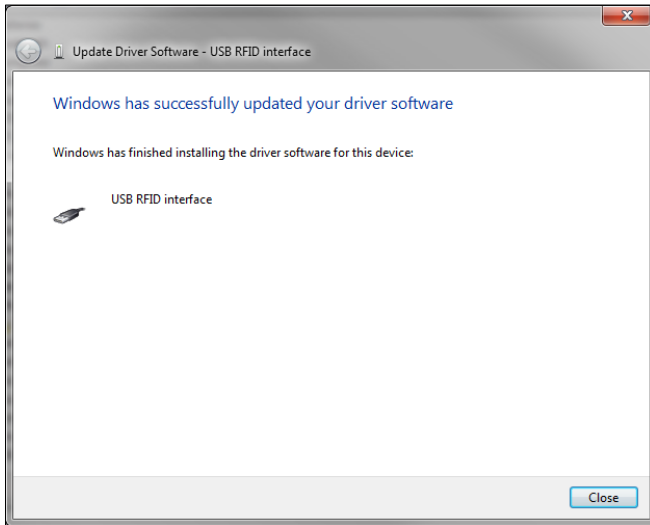 Update Driver Software - USB RFID interface
Windows has successfully updated your driver software
Windows has finished installing the driver software for this device:
USB RFID interface
Close